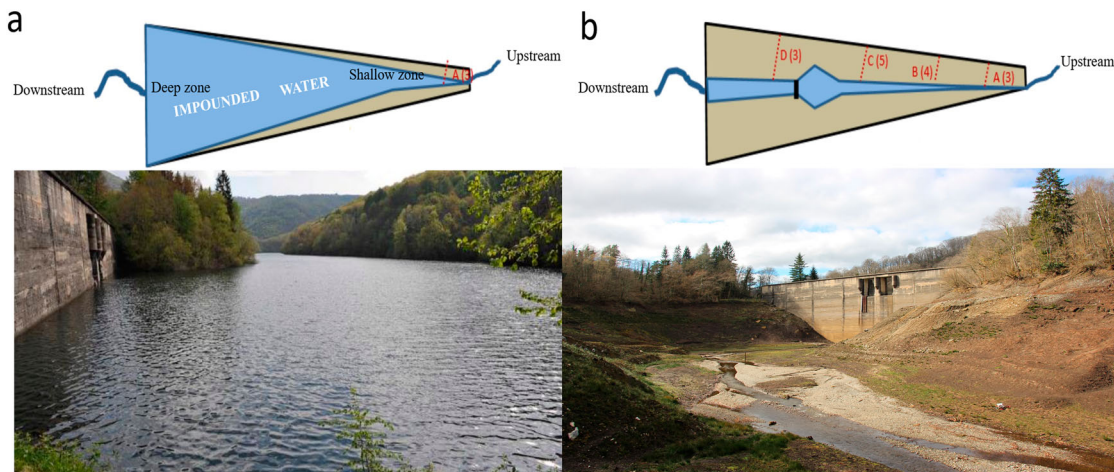 a
Upstream
Shallow zone
A (3)
Downstream
Deep zone
IMPOUNDED WATER
b
D (3)
C (5)
B (4)
A (3)
Upstream
Downstream